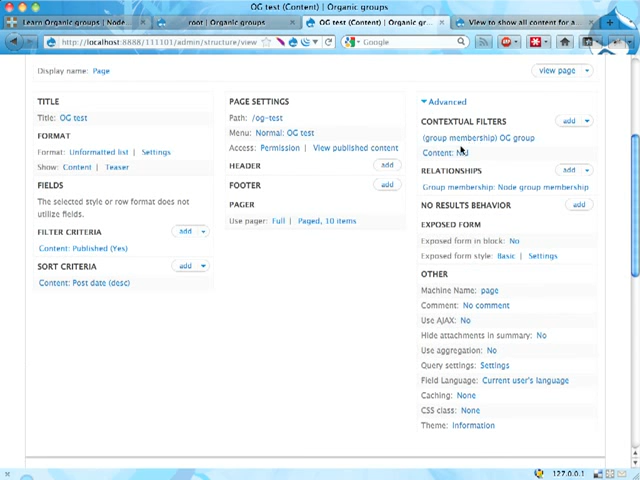 OG test (Content) | Organic groups
Learn Organic groups | Node...
root | Organic groups
OG test (Content) | Organic gr...
View to show all content for a...
http://localhost:8888/111101/admin/structure/view
Google
Display name: Page
view page
TITLE
Title: OG test
FORMAT
Format: Unformatted list | Settings
Show: Content | Teaser
FIELDS
The selected style or row format does not
utilize fields.
FILTER CRITERIA
add
Content: Published (Yes)
SORT CRITERIA
add
Content: Post date (desc)
PAGE SETTINGS
Path: /og-test
Menu: Normal: OG test
Access: Permission | View published content
HEADER
add
FOOTER
add
PAGER
Use pager: Full | Paged, 10 items
Advanced
CONTEXTUAL FILTERS
add
(group membership) OG group
Content: Nid
RELATIONSHIPS
add
Group membership: Node group membership
NO RESULTS BEHAVIOR
add
EXPOSED FORM
Exposed form in block: No
Exposed form style: Basic | Settings
OTHER
Machine Name: page
Comment: No comment
Use AJAX: No
Hide attachments in summary: No
Use aggregation: No
Query settings: Settings
Field Language: Current user's language
Caching: None
CSS class: None
Theme: Information
127.0.0.1